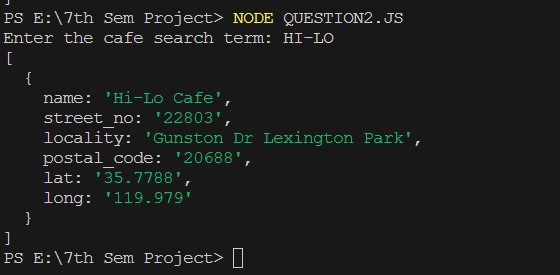 ]
PS E:\7th Sem Project> NODE QUESTION2.JS
Enter the cafe search term: HI-LO
[
  {
    name: 'Hi-Lo Cafe',
    street_no: '22803',
    locality: 'Gunston Dr Lexington Park',
    postal_code: '20688',
    lat: '35.7788',
    long: '119.979'
  }
]
PS E:\7th Sem Project>